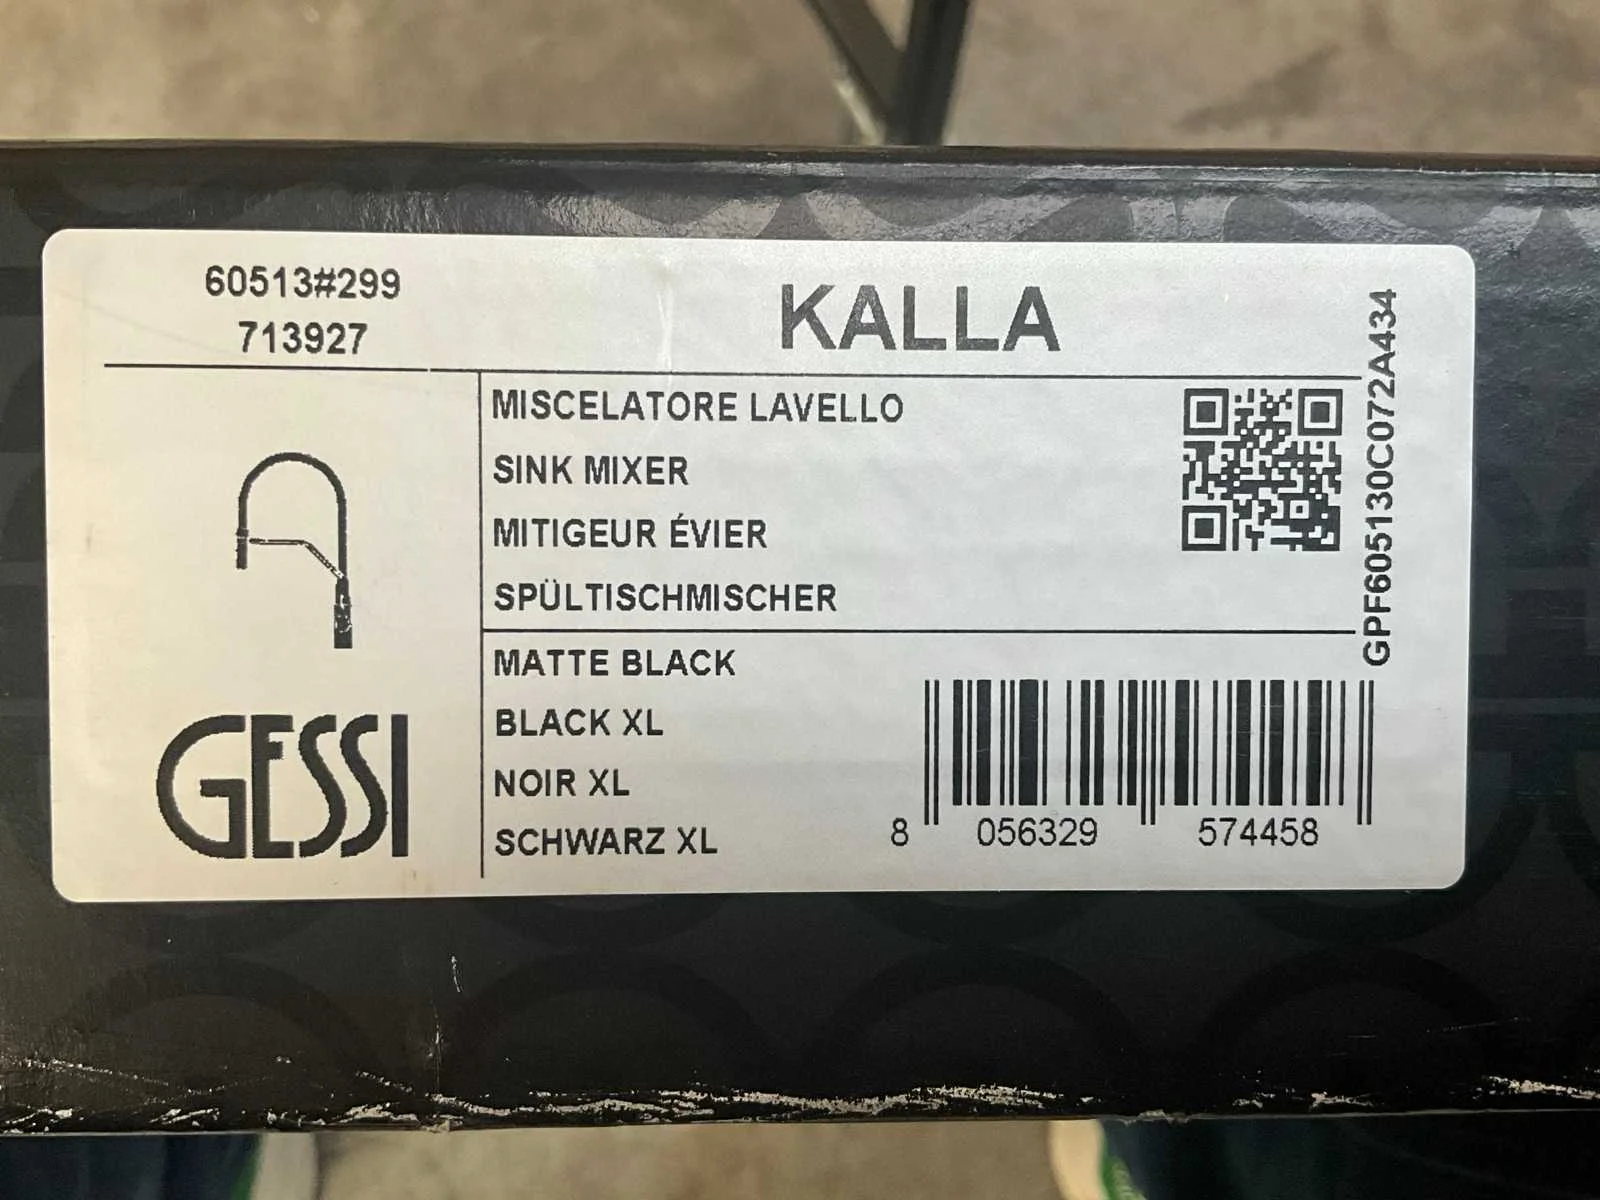 60513#299
713927
KALLA
MISCELATORE LAVELLO
SINK MIXER
MITIGEUR ÉVIER
SPÜLTISCHMISCHER
GPF605130C072A434
MATTE BLACK
BLACK XL
NOIR XL
SCHWARZ XL
GESSI
8 056329 574458